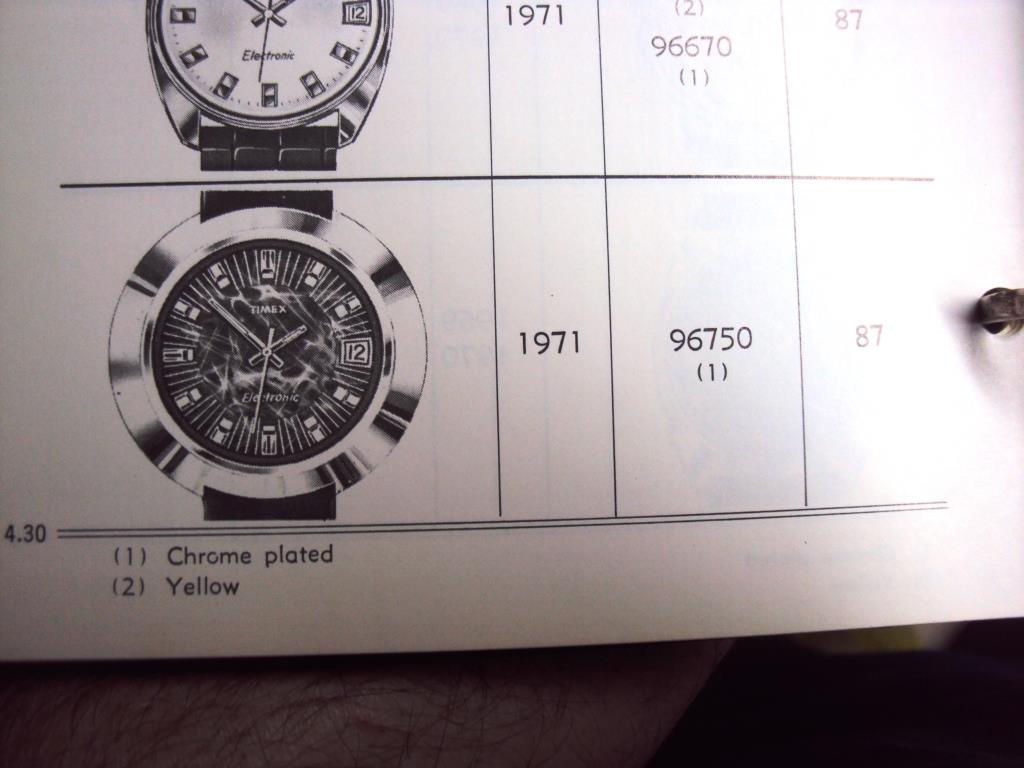 12
Electronic
1971
(2)
96670
(1)
87
TIMEX
12
Electronic
1971
96750
(1)
87
4.30
(1) Chrome plated
(2) Yellow